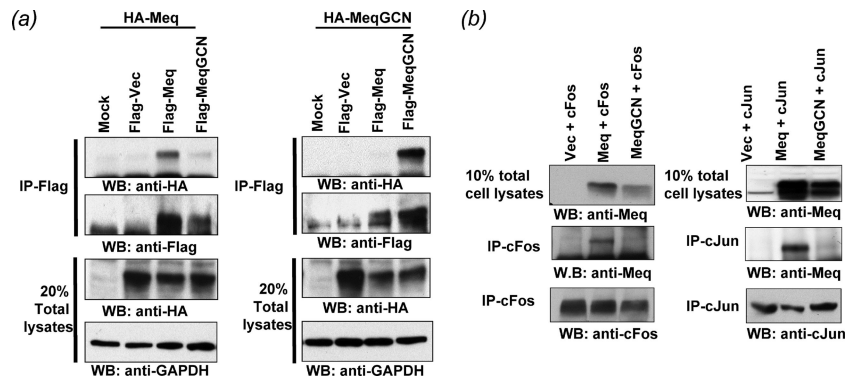 (a)
HA-Meq
Mock
Flag-Vec
Flag-Meq
Flag-MeqGCN
IP-Flag
WB: anti-HA
WB: anti-Flag
20%
Total
lysates
WB: anti-HA
WB: anti-GAPDH
HA-MeqGCN
Mock
Flag-Vec
Flag-Meq
Flag-MeqGCN
IP-Flag
WB: anti-HA
WB: anti-Flag
20%
Total
lysates
WB: anti-HA
WB: anti-GAPDH
(b)
Vec + cFos
Meq + cFos
MeqGCN + cFos
10% total
cell lysates
WB: anti-Meq
IP-cFos
W.B: anti-Meq
IP-cFos
WB: anti-cFos
Vec + cJun
Meq + cJun
MeqGCN + cJun
10% total
cell lysates
WB: anti-Meq
IP-cJun
WB: anti-Meq
IP-cJun
WB: anti-cJun